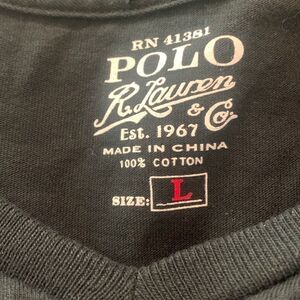 RN 41381
POLO
R. Lauren
& Co
Est. 1967
MADE IN CHINA
100% COTTON
SIZE: L